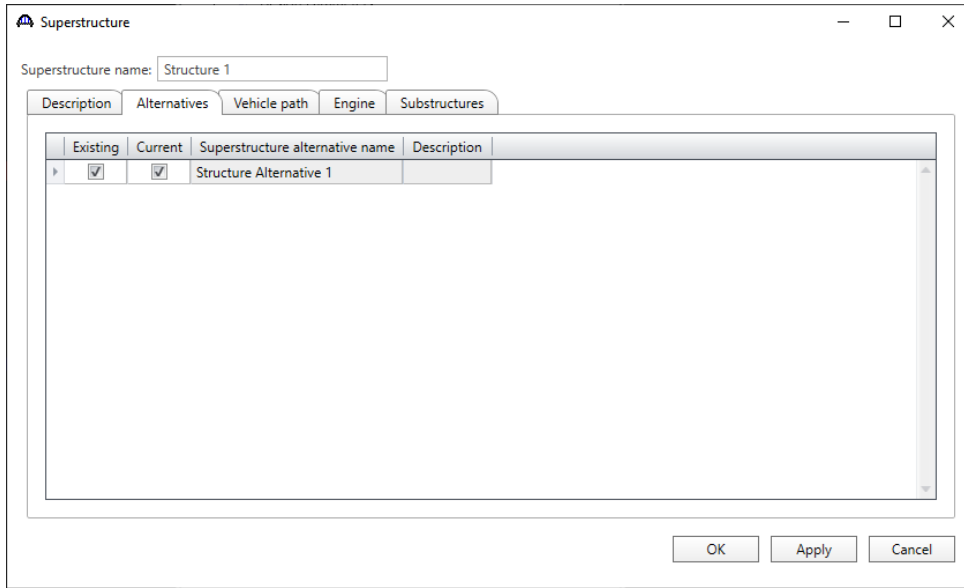 Superstructure
Superstructure name: Structure 1
Description Alternatives Vehicle path Engine Substructures
Existing Current Superstructure alternative name Description
Structure Alternative 1
OK Apply Cancel